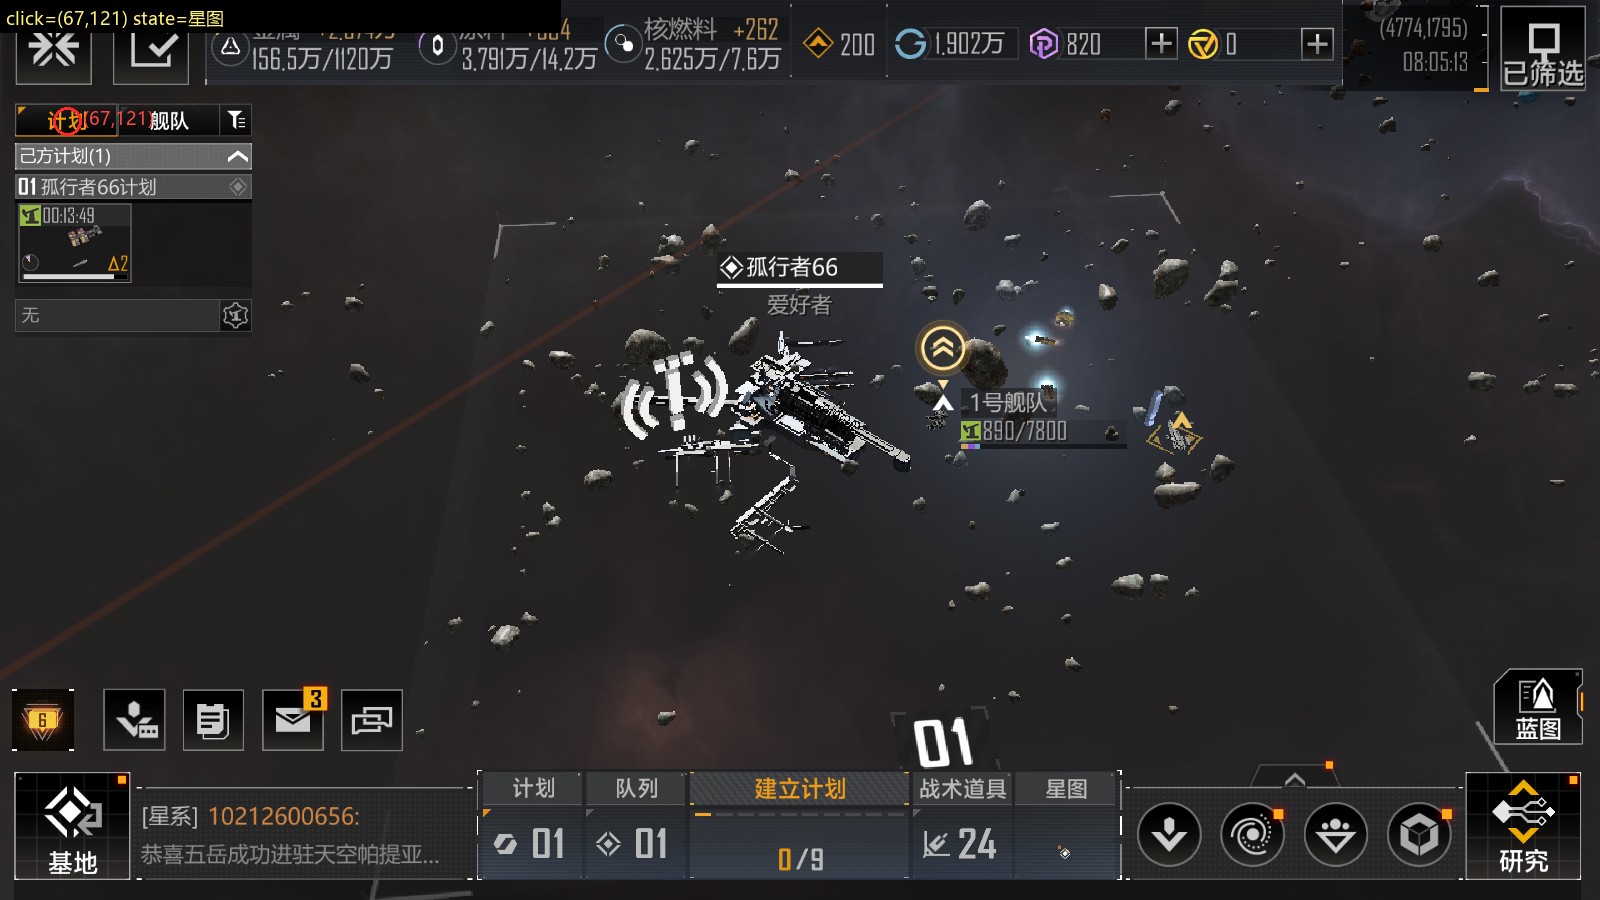 click=(67,121) state=星图
156.5万/1120万
3.791万/14.2万
核燃料 +262
2.625万/7.6万
200
1.902万
820
0
(4774,1795)
08:05:13
已筛选
计划 (67,121) 舰队
己方计划(1)
01 孤行者66计划
00:13:49
Δ2
无
孤行者66
爱好者
1号舰队
890/7800
6
3
01
蓝图
基地
[星系] 10212600656:
恭喜五岳成功进驻天空帕提亚...
计划 队列 建立计划 战术道具 星图
01 01 0/9 24
研究